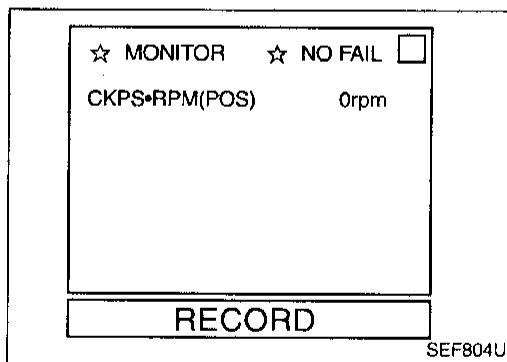 ☆ MONITOR ☆ NO FAIL
CKPS•RPM(POS) 0rpm
RECORD
SEF804U